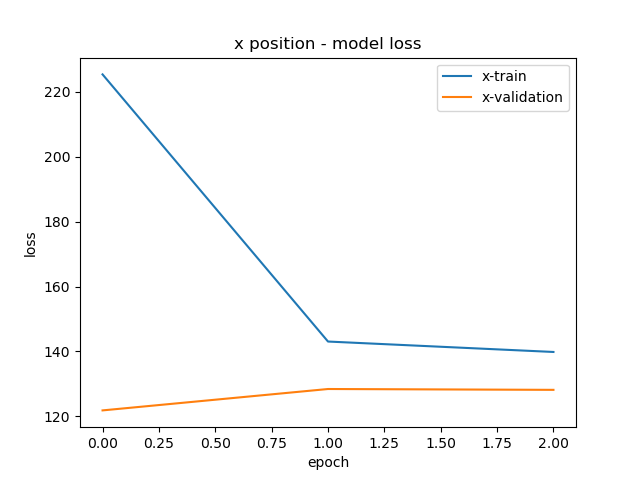 x position - model loss
x-train
x-validation
220
200
180
160
140
120
loss
0.00 0.25 0.50 0.75 1.00 1.25 1.50 1.75 2.00
epoch